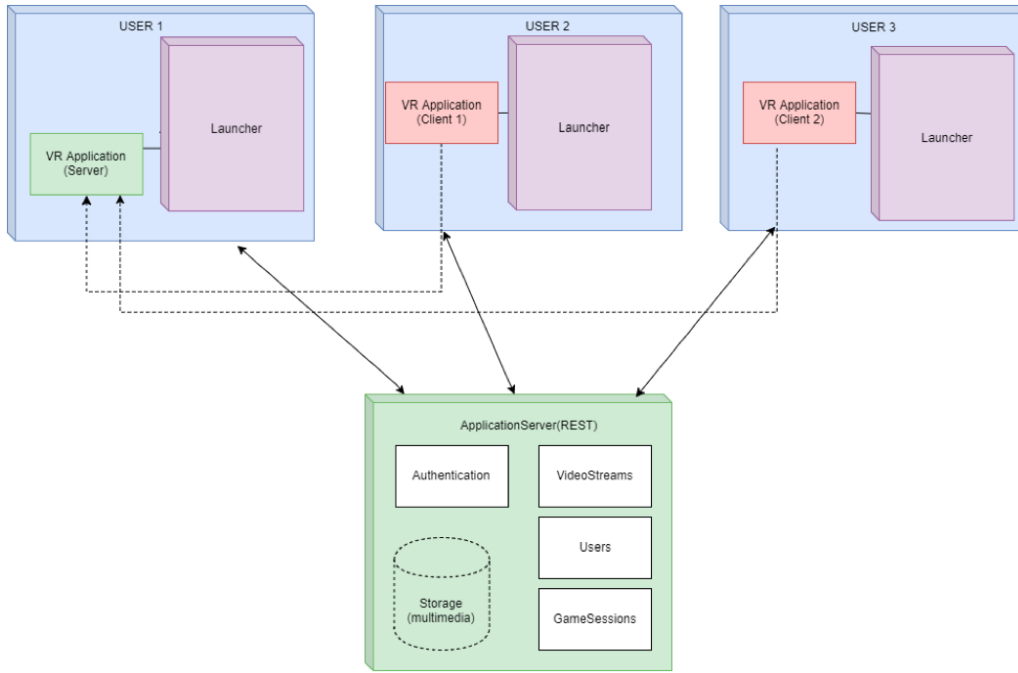 USER 1
VR Application
(Server)
Launcher
USER 2
VR Application
(Client 1)
Launcher
USER 3
VR Application
(Client 2)
Launcher
ApplicationServer(REST)
Authentication
VideoStreams
Users
Storage
(multimedia)
GameSessions